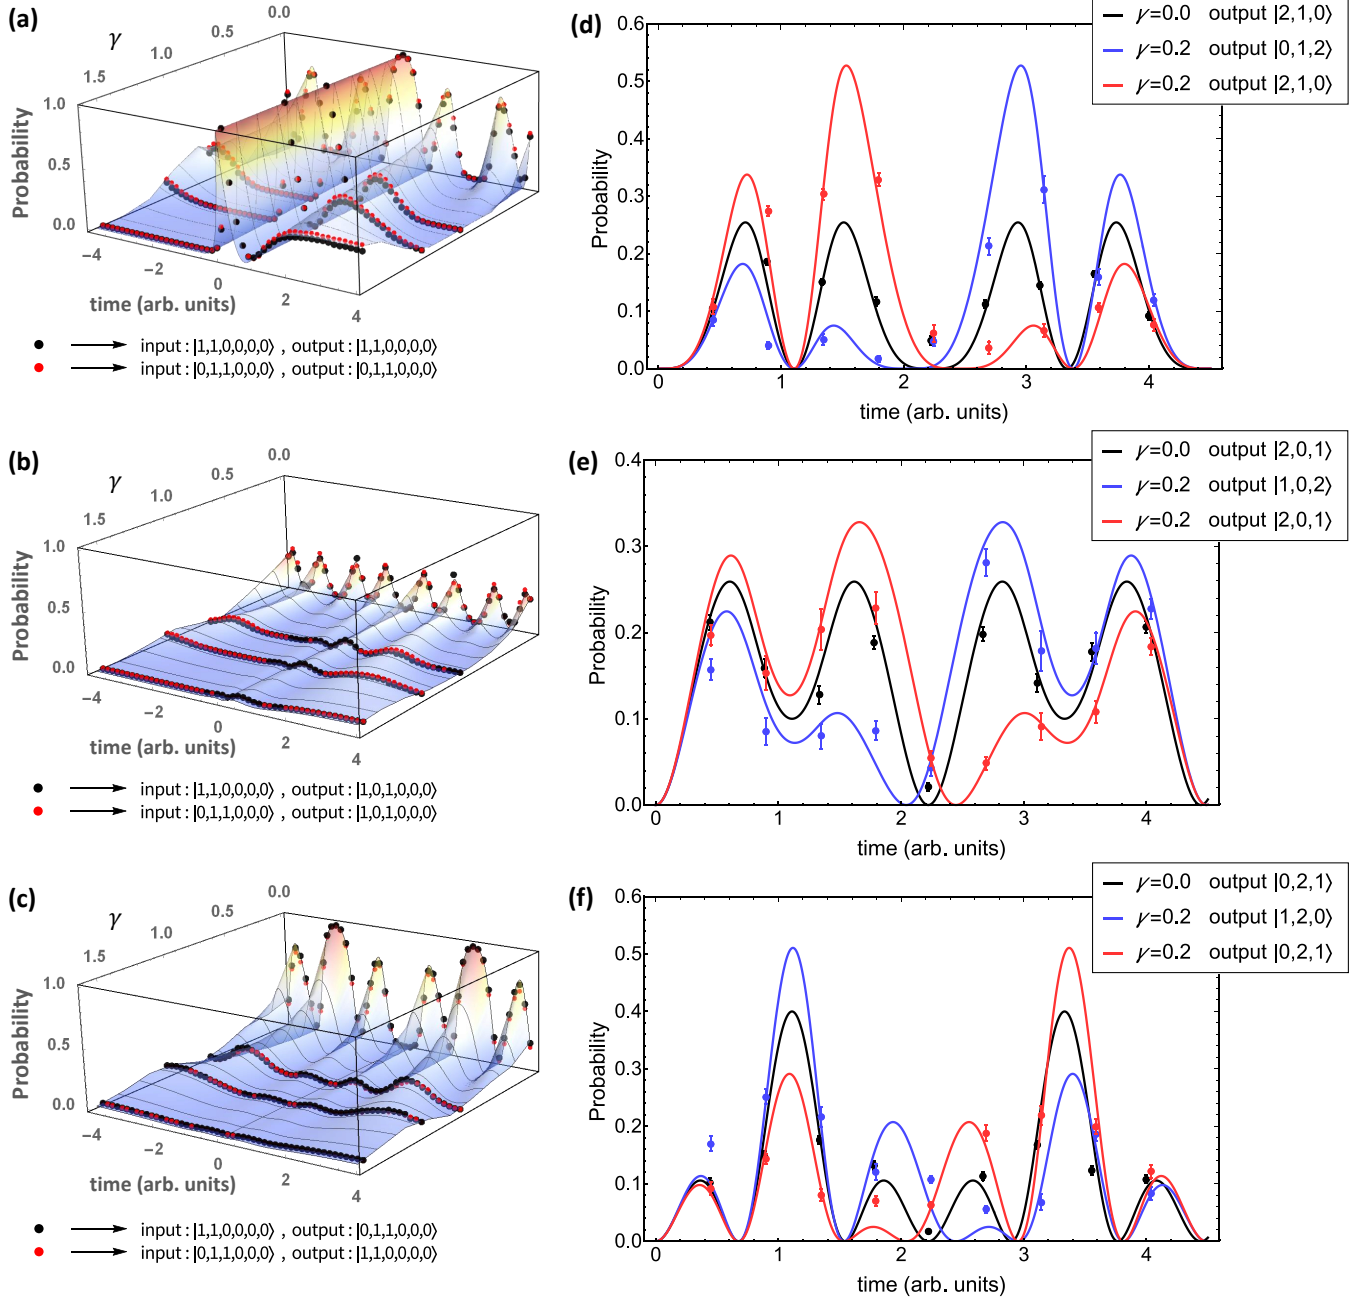 (a)
γ
0.0
0.5
1.0
1.5
1.0
0.5
0.0
Probability
−4
−2
0
2
4
time (arb. units)
input:|1,1,0,0,0,0⟩ , output:|1,1,0,0,0,0⟩
input:|0,1,1,0,0,0⟩ , output:|0,1,1,0,0,0⟩
(b)
γ
0.0
0.5
1.0
1.5
1.0
0.5
0.0
Probability
−4
−2
0
2
4
time (arb. units)
input:|1,1,0,0,0,0⟩ , output:|1,0,1,0,0,0⟩
input:|0,1,1,0,0,0⟩ , output:|1,0,1,0,0,0⟩
(c)
γ
0.0
0.5
1.0
1.5
1.0
0.5
0.0
Probability
−4
−2
0
2
4
time (arb. units)
input:|1,1,0,0,0,0⟩ , output:|0,1,1,0,0,0⟩
input:|0,1,1,0,0,0⟩ , output:|1,1,0,0,0,0⟩
(d)
γ=0.0 output |2,1,0⟩
γ=0.2 output |0,1,2⟩
γ=0.2 output |2,1,0⟩
0.6
0.5
0.4
0.3
0.2
0.1
0.0
Probability
0 1 2 3 4
time (arb. units)
(e)
γ=0.0 output |2,0,1⟩
γ=0.2 output |1,0,2⟩
γ=0.2 output |2,0,1⟩
0.4
0.3
0.2
0.1
0.0
Probability
0 1 2 3 4
time (arb. units)
(f)
γ=0.0 output |0,2,1⟩
γ=0.2 output |1,2,0⟩
γ=0.2 output |0,2,1⟩
0.6
0.5
0.4
0.3
0.2
0.1
0.0
Probability
0 1 2 3 4
time (arb. units)